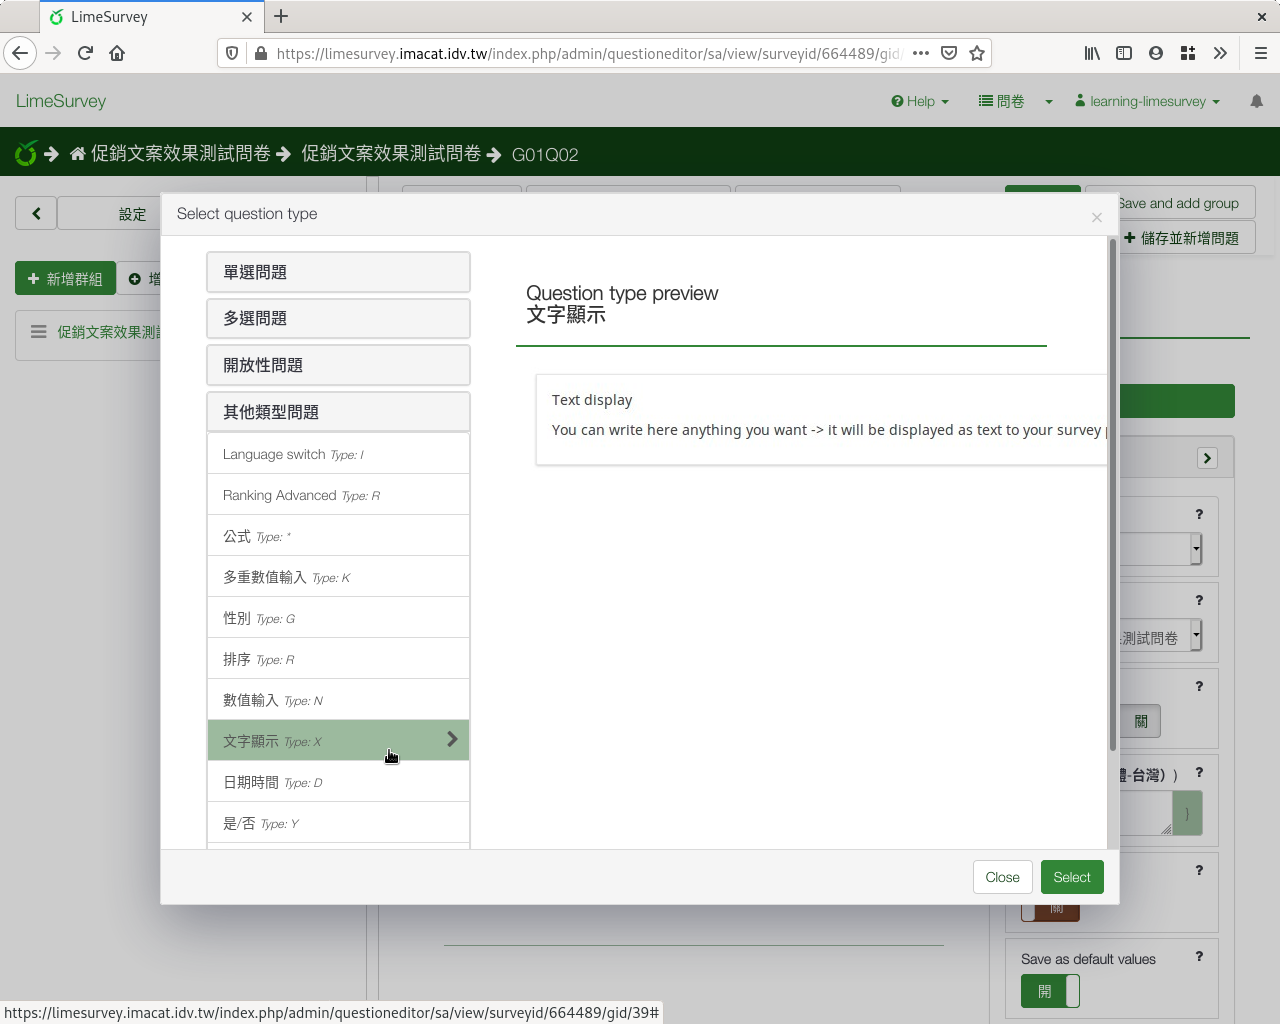 LimeSurvey
https://limesurvey.imacat.idv.tw/index.php/admin/questioneditor/sa/view/surveyid/664489/gid/
LimeSurvey
Help
問卷
learning-limesurvey
促銷文案效果測試問卷
促銷文案效果測試問卷
G01Q02
設定
Save and add group
儲存並新增問題
新增群組
增
促銷文案效果測
Select question type
×
單選問題
多選問題
開放性問題
其他類型問題
Language switch Type: I
Ranking Advanced Type: R
公式 Type: *
多重數值輸入 Type: K
性別 Type: G
排序 Type: R
數值輸入 Type: N
文字顯示 Type: X
日期時間 Type: D
是/否 Type: Y
Question type preview
文字顯示
Text display
You can write here anything you want -> it will be displayed as text to your survey
?
?
測試問卷
?
關
-台灣) )
?
}
?
關
Save as default values
?
開
Close
Select
https://limesurvey.imacat.idv.tw/index.php/admin/questioneditor/sa/view/surveyid/664489/gid/39#